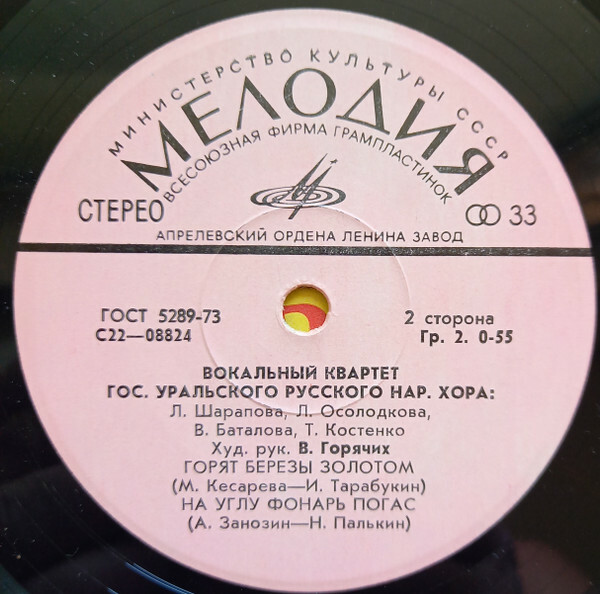 МИНИСТЕРСТВО КУЛЬТУРЫ СССР
МЕЛОДИЯ
ВСЕСОЮЗНАЯ ФИРМА ГРАМПЛАСТИНОК
СТЕРЕО
33
АПРЕЛЕВСКИЙ ОРДЕНА ЛЕНИНА ЗАВОД
ГОСТ 5289-73
2 сторона
С22—08824
Гр. 2. 0-55
ВОКАЛЬНЫЙ КВАРТЕТ
ГОС. УРАЛЬСКОГО РУССКОГО НАР. ХОРА:
Л. Шарапова, Л. Осолодкова,
В. Баталова, Т. Костенко
Худ. рук. В. Горячих
ГОРЯТ БЕРЕЗЫ ЗОЛОТОМ
(М. Кесарева—И. Тарабукин)
НА УГЛУ ФОНАРЬ ПОГАС
(А. Занозин—Н. Палькин)